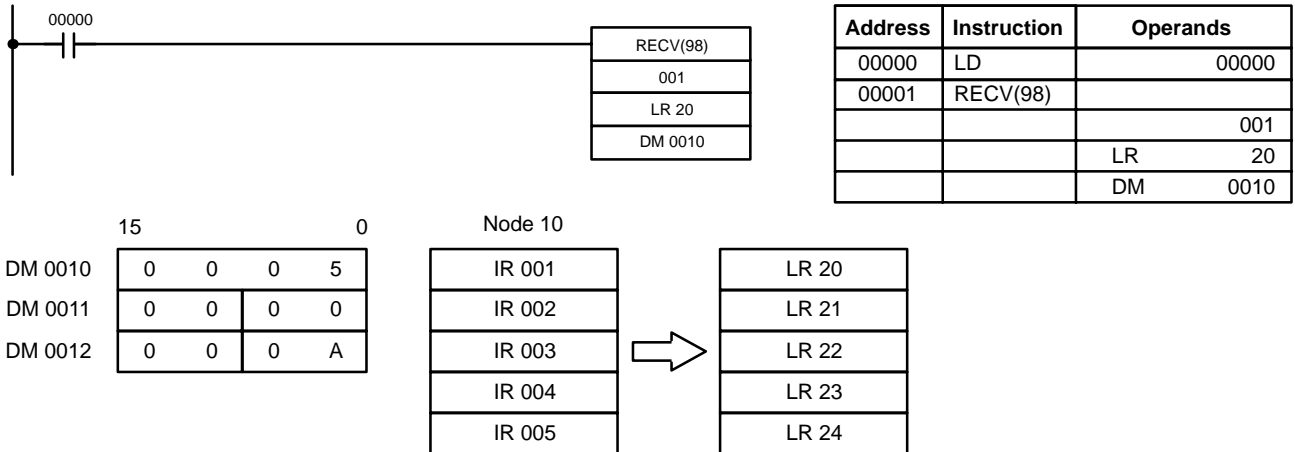 00000
RECV(98)
001
LR 20
DM 0010
Address Instruction Operands
00000 LD 00000
00001 RECV(98)
001
LR 20
DM 0010
15 0
DM 0010 0 0 0 5
DM 0011 0 0 0 0
DM 0012 0 0 0 A
Node 10
IR 001
IR 002
IR 003
IR 004
IR 005
LR 20
LR 21
LR 22
LR 23
LR 24